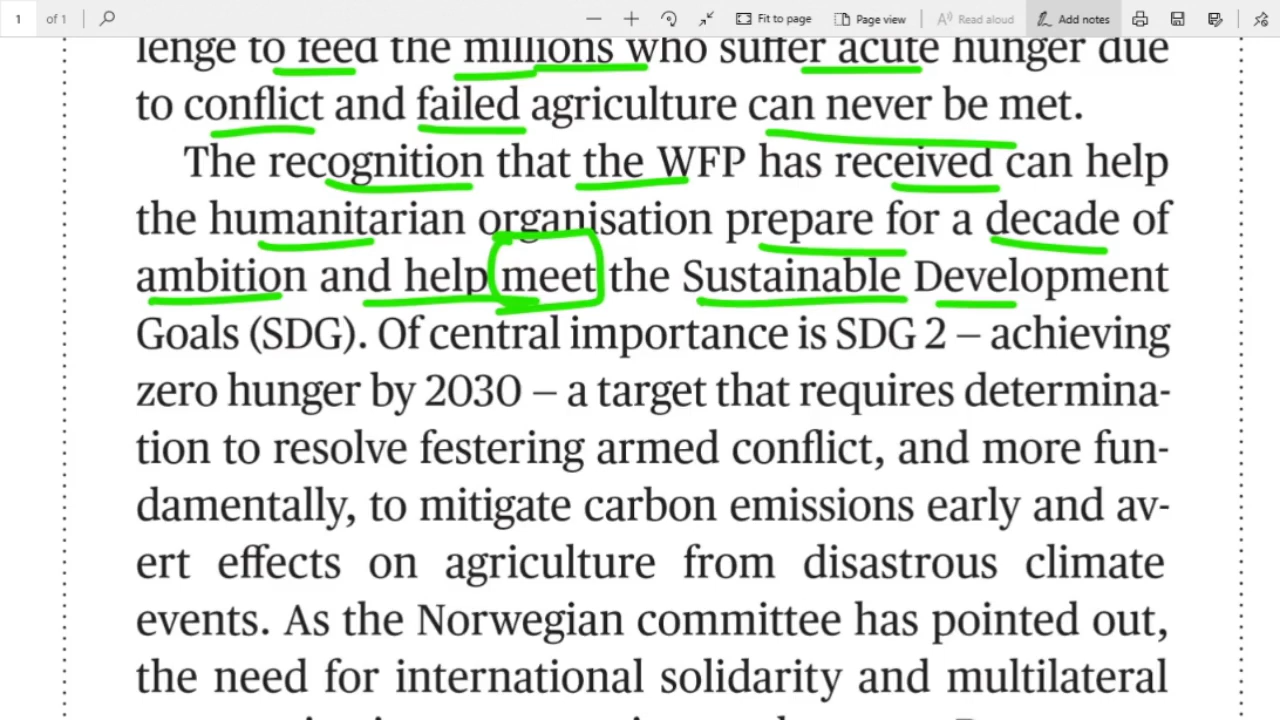 1 of 1 Fit to page Page view Read aloud Add notes
lenge to feed the millions who suffer acute hunger due
to conflict and failed agriculture can never be met.
The recognition that the WFP has received can help
the humanitarian organisation prepare for a decade of
ambition and help meet the Sustainable Development
Goals (SDG). Of central importance is SDG 2 – achieving
zero hunger by 2030 – a target that requires determina-
tion to resolve festering armed conflict, and more fun-
damentally, to mitigate carbon emissions early and av-
ert effects on agriculture from disastrous climate
events. As the Norwegian committee has pointed out,
the need for international solidarity and multilateral